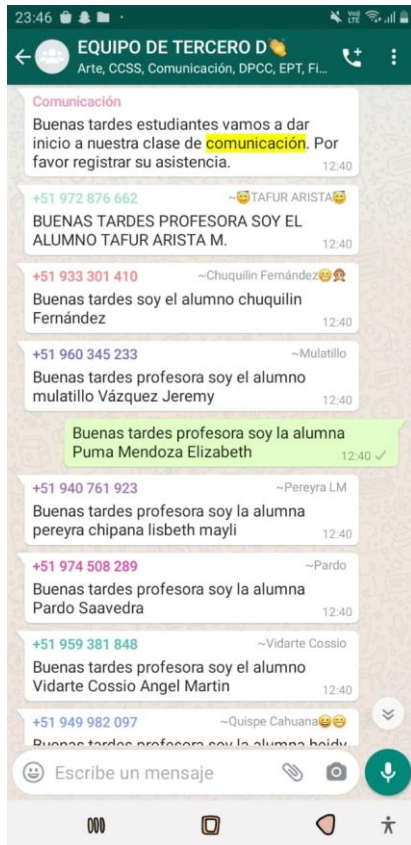 23:46
EQUIPO DE TERCERO D👏
Arte, CCSS, Comunicación, DPCC, EPT, Fi...
Comunicación
Buenas tardes estudiantes vamos a dar
inicio a nuestra clase de comunicación. Por
favor registrar su asistencia.
12:40
+51 972 876 662 ~😇TAFUR ARISTA😇
BUENAS TARDES PROFESORA SOY EL
ALUMNO TAFUR ARISTA M.
12:40
+51 933 301 410 ~Chuquilin Fernández
Buenas tardes soy el alumno chuquilin
Fernández
12:40
+51 960 345 233 ~Mulatillo
Buenas tardes profesora soy el alumno
mulatillo Vázquez Jeremy
12:40
Buenas tardes profesora soy la alumna
Puma Mendoza Elizabeth
12:40
+51 940 761 923 ~Pereyra LM
Buenas tardes profesora soy la alumna
pereyra chipana lisbeth mayli
12:40
+51 974 508 289 ~Pardo
Buenas tardes profesora soy la alumna
Pardo Saavedra
12:40
+51 959 381 848 ~Vidarte Cossio
Buenas tardes profesora soy el alumno
Vidarte Cossio Angel Martin
12:40
+51 949 982 097 ~Quispe Cahuana
Buenas tardes profesora soy la alumna heidy
Escribe un mensaje